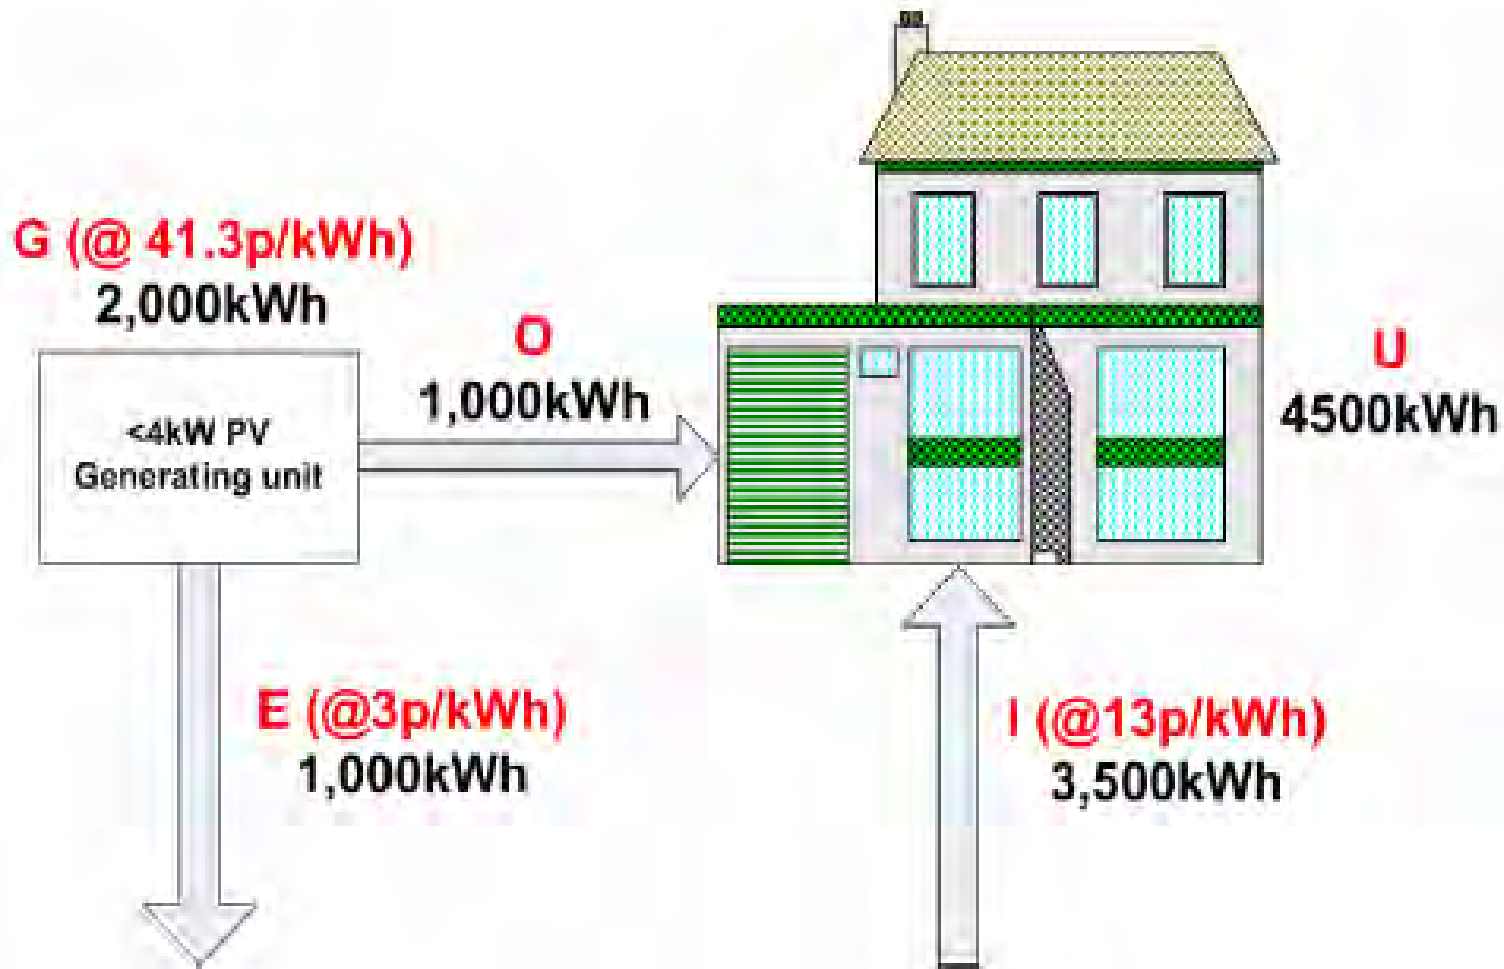 G (@ 41.3p/kWh)
2,000kWh
<4kW PV
Generating unit
O
1,000kWh
U
4500kWh
E (@3p/kWh)
1,000kWh
I (@13p/kWh)
3,500kWh